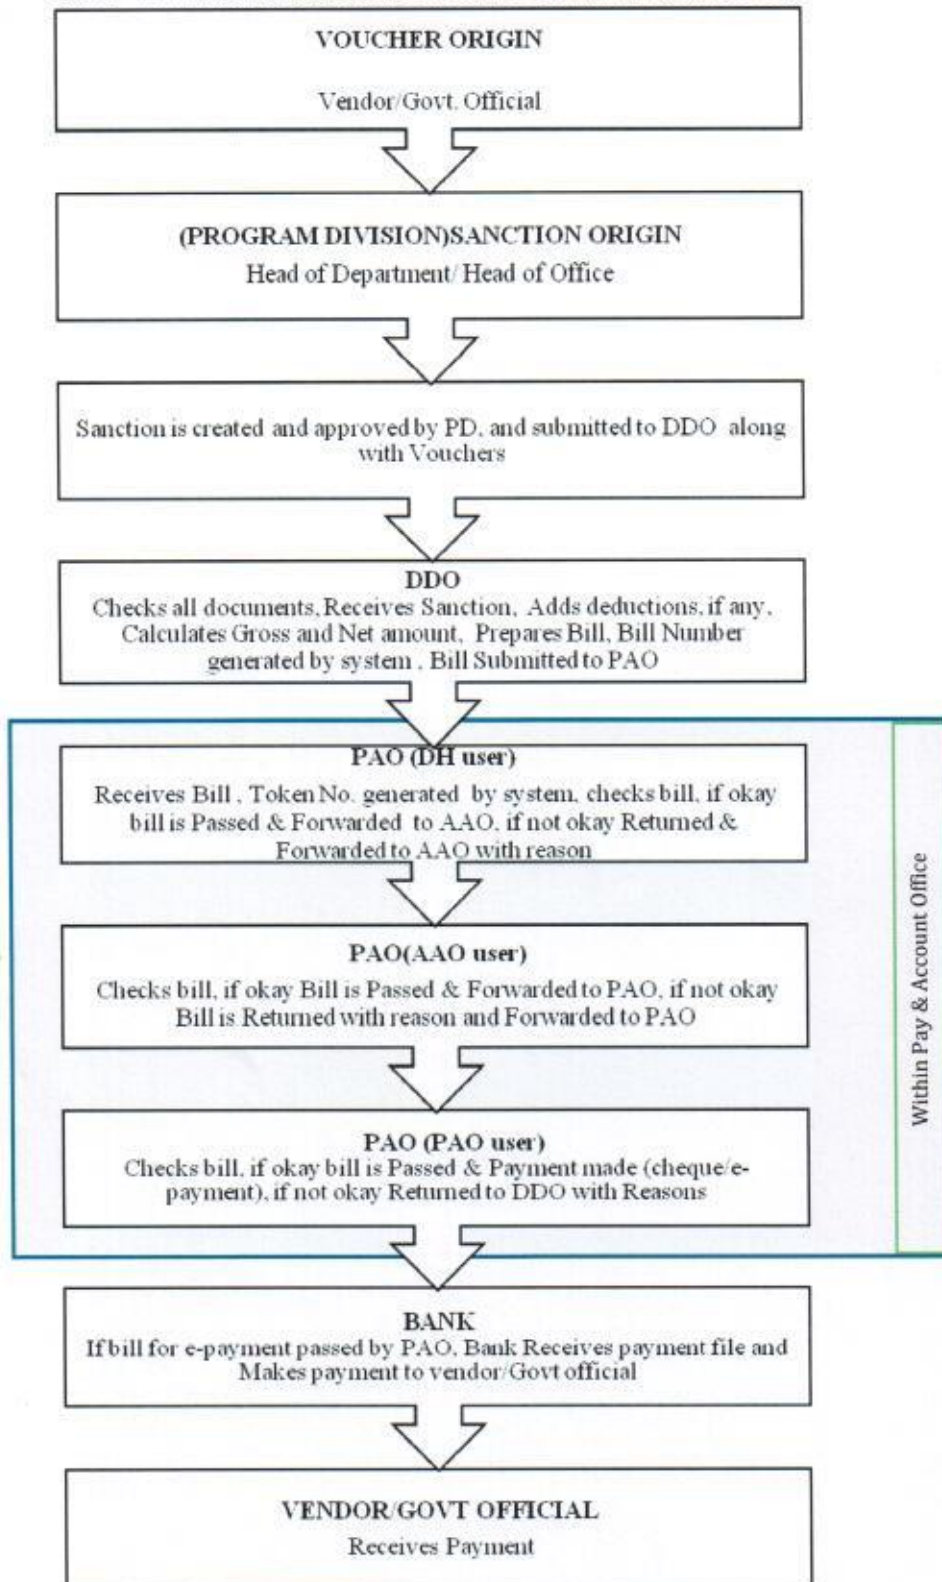 VOUCHER ORIGIN
Vendor/Govt. Official
(PROGRAM DIVISION)SANCTION ORIGIN
Head of Department/ Head of Office
Sanction is created and approved by PD, and submitted to DDO along
with Vouchers
DDO
Checks all documents, Receives Sanction, Adds deductions, if any,
Calculates Gross and Net amount, Prepares Bill, Bill Number
generated by system , Bill Submitted to PAO
PAO (DH user)
Receives Bill , Token No. generated by system, checks bill, if okay
bill is Passed & Forwarded to AAO, if not okay Returned &
Forwarded to AAO with reason
PAO(AAO user)
Checks bill, if okay Bill is Passed & Forwarded to PAO, if not okay
Bill is Returned with reason and Forwarded to PAO
PAO (PAO user)
Checks bill, if okay bill is Passed & Payment made (cheque/e-
payment), if not okay Returned to DDO with Reasons
Within Pay & Account Office
BANK
If bill for e-payment passed by PAO, Bank Receives payment file and
Makes payment to vendor/Govt official
VENDOR/GOVT OFFICIAL
Receives Payment